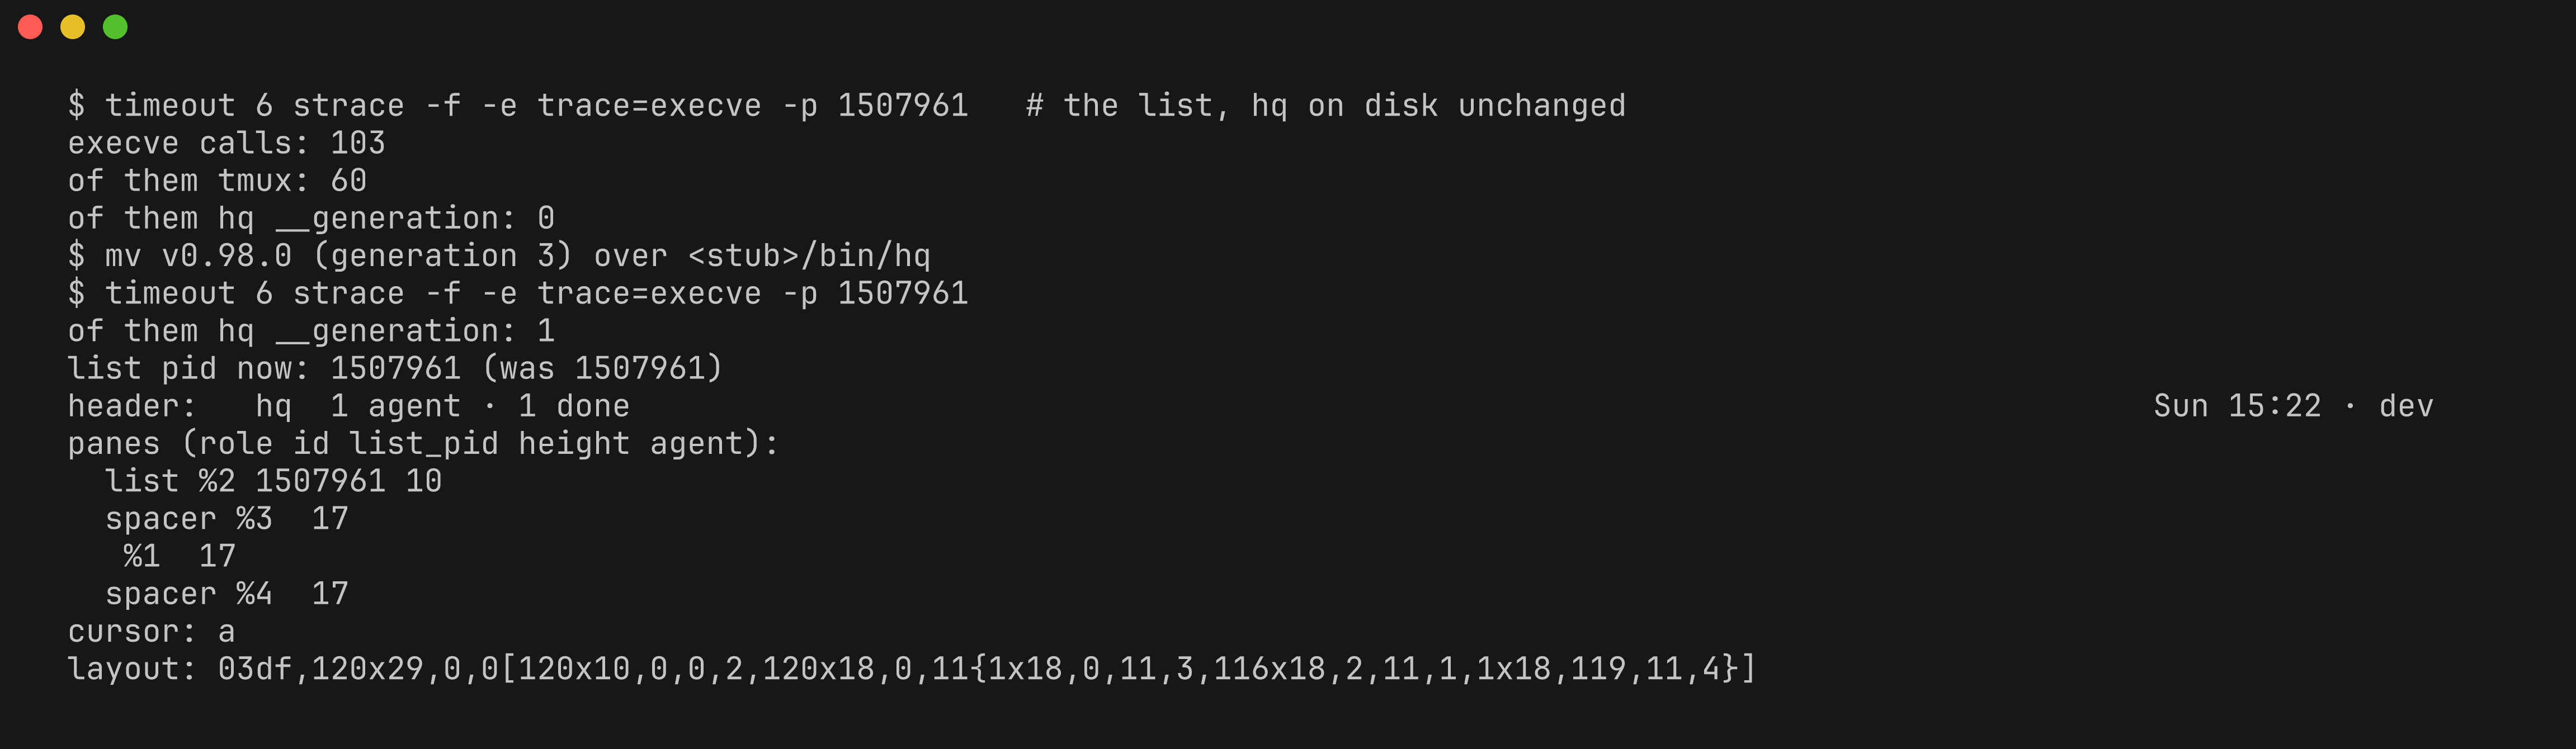 $ timeout 6 strace -f -e trace=execve -p 1507961   # the list, hq on disk unchanged
execve calls: 103
of them tmux: 60
of them hq __generation: 0
$ mv v0.98.0 (generation 3) over <stub>/bin/hq
$ timeout 6 strace -f -e trace=execve -p 1507961
of them hq __generation: 1
list pid now: 1507961 (was 1507961)
header:   hq  1 agent · 1 done                                                                                  Sun 15:22 · dev
panes (role id list_pid height agent):
  list %2 1507961 10
  spacer %3  17
   %1  17
  spacer %4  17
cursor: a
layout: 03df,120x29,0,0[120x10,0,0,2,120x18,0,11{1x18,0,11,3,116x18,2,11,1,1x18,119,11,4}]